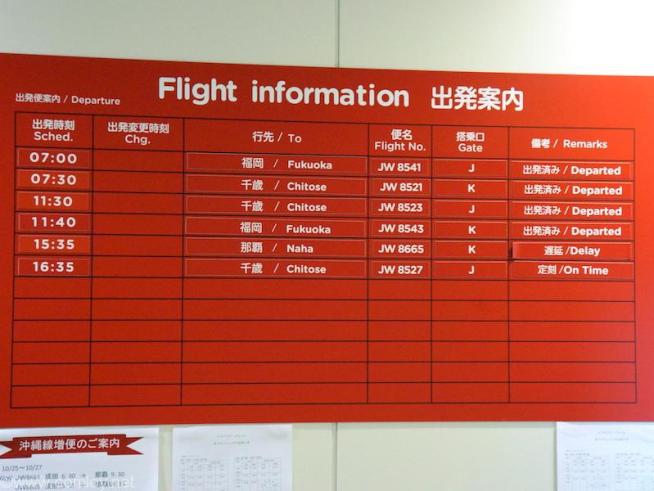 Flight information 出発案内
出発便案内 / Departure
出発時刻 Sched. 出発変更時刻 Chg. 行先 / To 便名 Flight No. 搭乗口 Gate 備考 / Remarks
07:00 福岡 / Fukuoka JW 8541 J 出発済み / Departed
07:30 千歳 / Chitose JW 8521 K 出発済み / Departed
11:30 千歳 / Chitose JW 8523 J 出発済み / Departed
11:40 福岡 / Fukuoka JW 8543 K 出発済み / Departed
15:35 那覇 / Naha JW 8665 K 遅延 /Delay
16:35 千歳 / Chitose JW 8527 J 定刻 /On Time
沖縄線増便のご案内
10/25～10/27